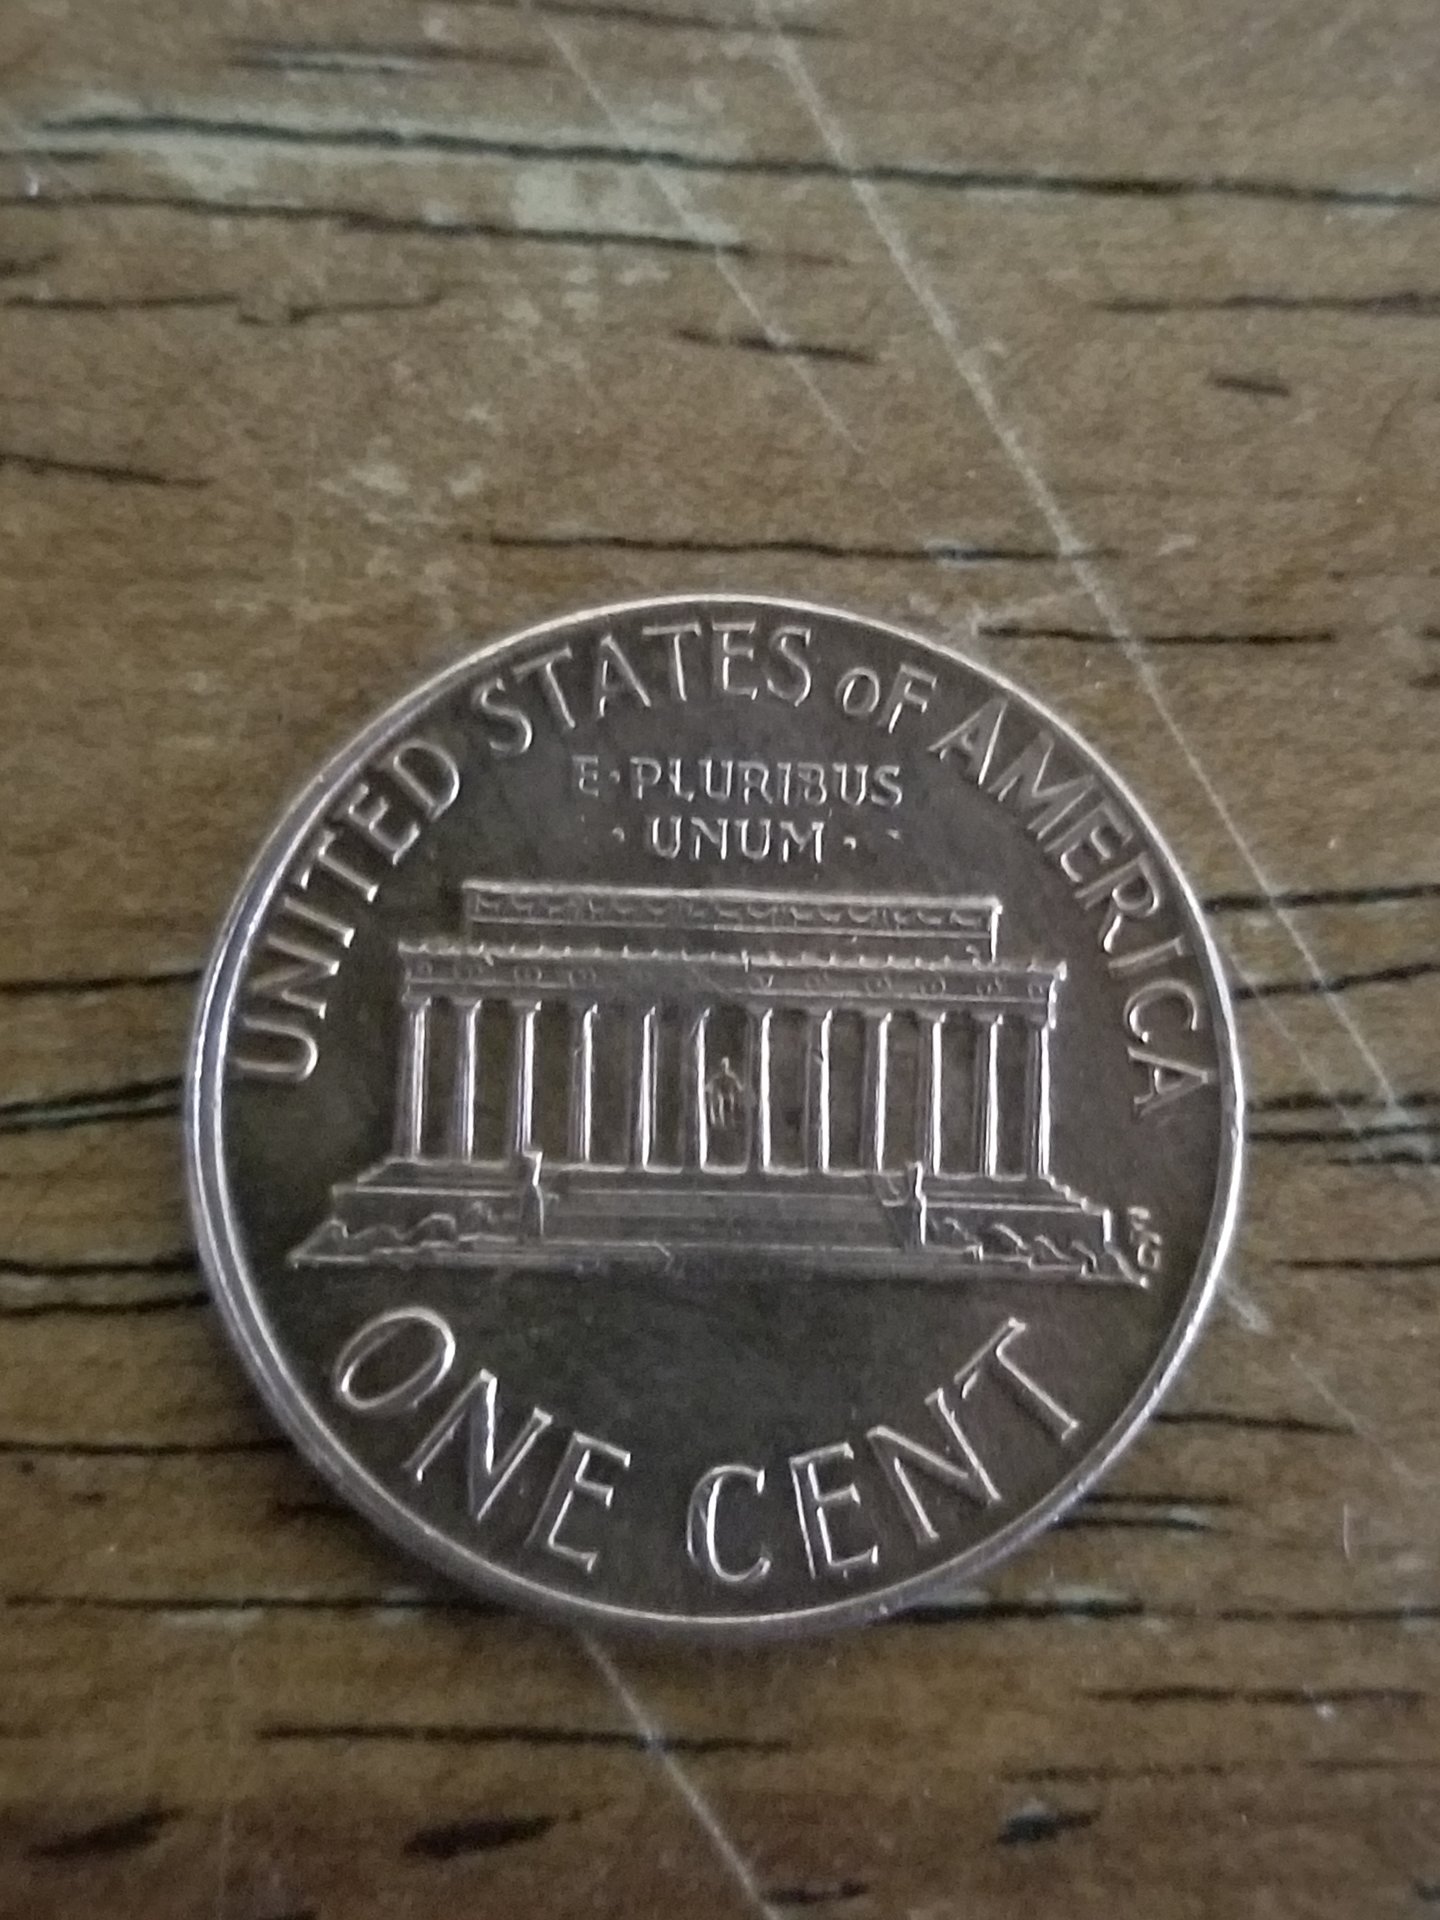 UNITED STATES OF AMERICA
E·PLURIBUS
·UNUM·
FG
ONE CENT